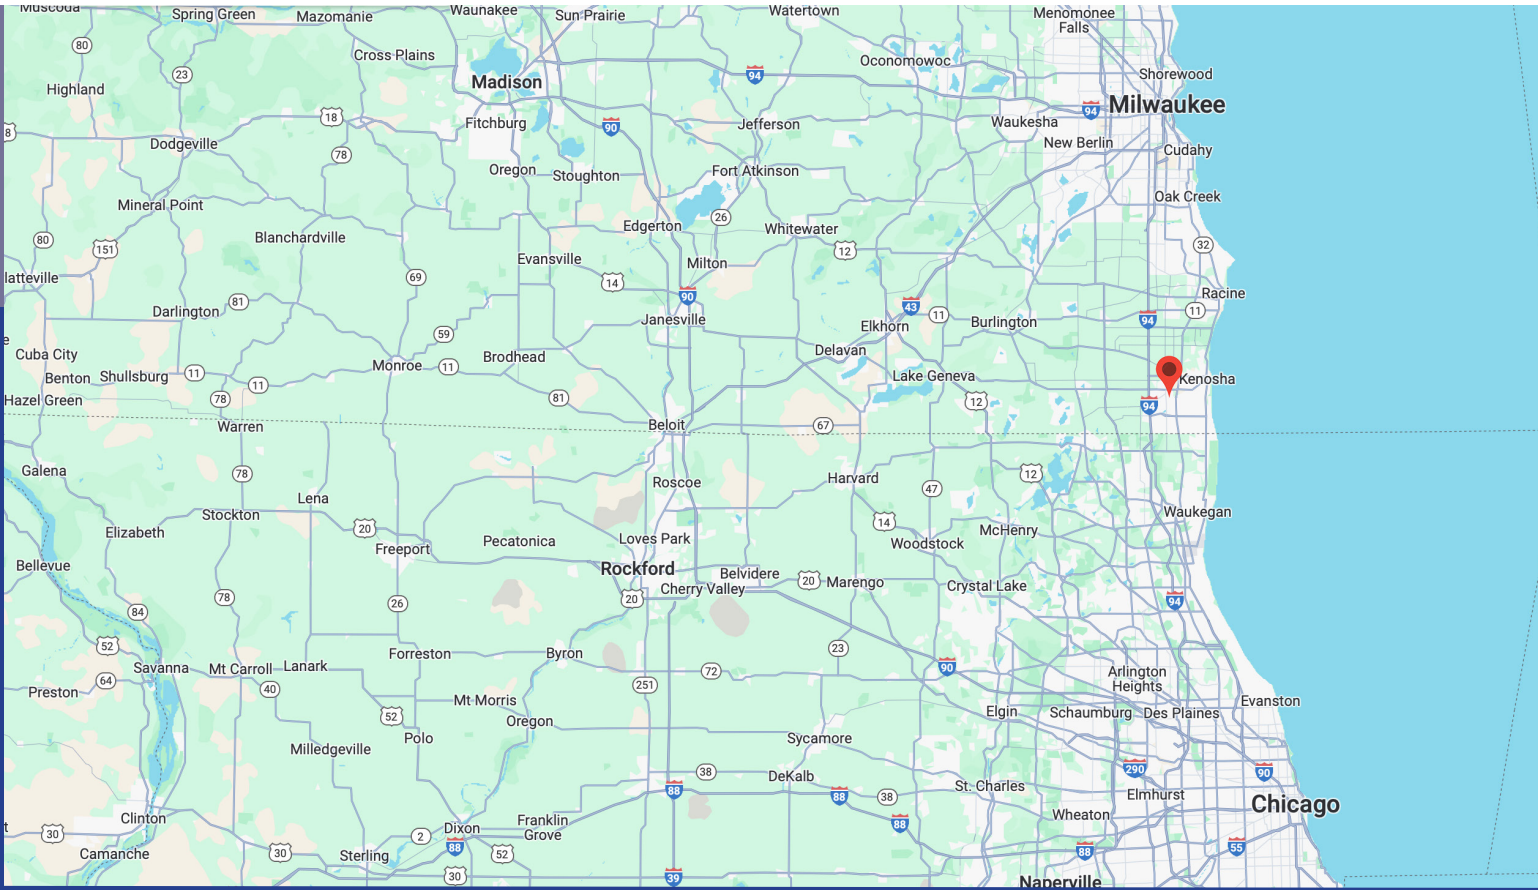 Muscoda
Spring Green
Mazomanie
Waunakee
Sun Prairie
Watertown
Menomonee
Falls
80
Cross Plains
Oconomowoc
23
Madison
94
Shorewood
Highland
94
Milwaukee
18
Fitchburg
90
Jefferson
Waukesha
8
Dodgeville
78
New Berlin
Cudahy
Oregon
Stoughton
Fort Atkinson
Mineral Point
Oak Creek
Edgerton
26
Whitewater
80
151
Blanchardville
12
32
Evansville
Milton
latteville
69
14
90
Racine
81
Darlington
Janesville
43
11
Elkhorn
Burlington
94
11
59
e
Cuba City
Monroe
11
Brodhead
Delavan
Benton
Shullsburg
11
11
Lake Geneva
Kenosha
Hazel Green
78
81
12
94
Warren
Beloit
67
Galena
78
Roscoe
Harvard
47
12
Lena
Stockton
20
14
Waukegan
Elizabeth
Freeport
Pecatonica
Loves Park
Woodstock
McHenry
Bellevue
Rockford
Belvidere
Cherry Valley
20
Marengo
Crystal Lake
84
78
26
20
94
52
Forreston
Byron
23
Savanna
Mt Carroll
Lanark
72
90
Arlington
Heights
Preston
64
40
251
Mt Morris
Evanston
52
Oregon
Elgin
Schaumburg
Des Plaines
Milledgeville
Polo
Sycamore
38
DeKalb
290
90
88
88
38
St. Charles
Elmhurst
Chicago
Clinton
Franklin
Grove
88
Wheaton
t
30
2
Dixon
88
55
Camanche
30
Sterling
52
88
30
39
Naperville